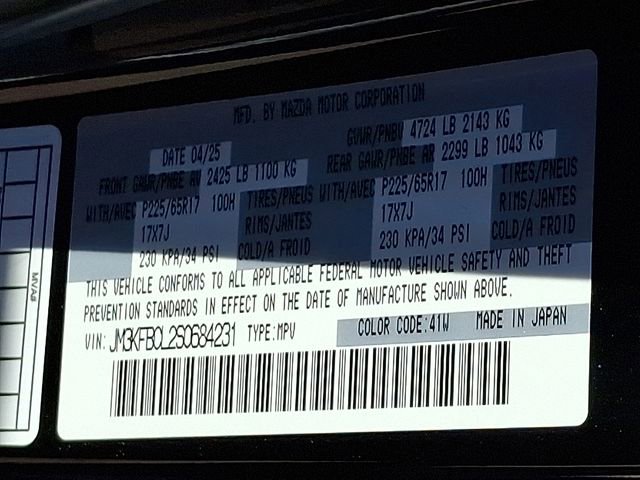 MFD. BY MAZDA MOTOR CORPORATION
DATE 04/25 GVWR/PNBV 4724 LB 2143 KG
FRONT GAWR/PNBE AV 2425 LB 1100 KG REAR GAWR/PNBE AR 2299 LB 1043 KG
WITH/AVEC P225/65R17 100H TIRES/PNEUS WITH/AVEC P225/65R17 100H TIRES/PNEUS
17X7J RIMS/JANTES 17X7J RIMS/JANTES
230 KPA/34 PSI COLD/A FROID 230 KPA/34 PSI COLD/A FROID
THIS VEHICLE CONFORMS TO ALL APPLICABLE FEDERAL MOTOR VEHICLE SAFETY AND THEFT
PREVENTION STANDARDS IN EFFECT ON THE DATE OF MANUFACTURE SHOWN ABOVE.
VIN: JM3KFBCL2S0684231 TYPE:MPU COLOR CODE:41W MADE IN JAPAN
MVAa